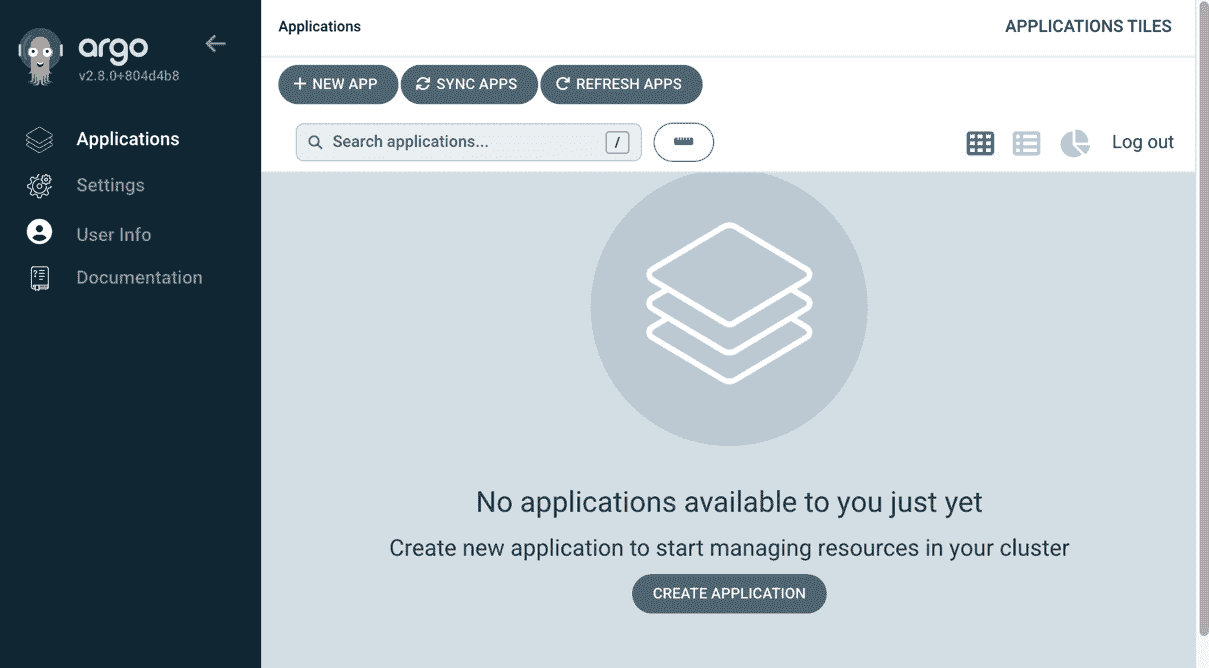 Applications
APPLICATIONS TILES
argo
v2.8.0+804d4b8
+ NEW APP
SYNC APPS
REFRESH APPS
Search applications...
/
Log out
Applications
Settings
User Info
Documentation
No applications available to you just yet
Create new application to start managing resources in your cluster
CREATE APPLICATION